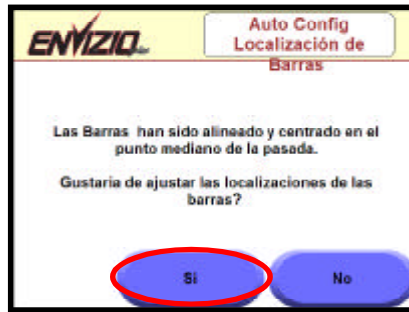 ENVIZIO
Auto Config
Localización de
Barras
Las Barras han sido alineado y centrado en el
punto mediano de la pasada.
Gustaria de ajustar las localizaciones de las
barras?
Si
No